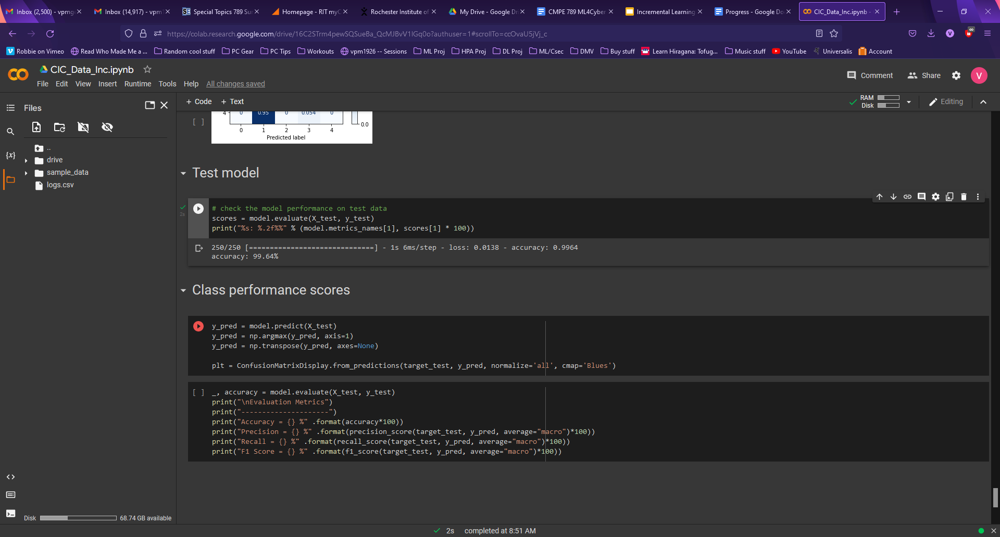 Inbox (2,500) - vpmg
Inbox (14,917) - vpm1
SE
Special Topics 789 Su
Homepage - RIT myC
Rochester Institute of
My Drive - Google Dr
CMPE 789 ML4Cyber
Incremental Learning
Progress - Google Do
CIC_Data_Inc.ipynb -
https://colab.research.google.com/drive/16C2STrm4pewSQSueBa_QcMJBvV1lGq0o?authuser=1#scrollTo=ccOvaU5jVj_c
V
Robbie on Vimeo
Read Who Made Me a ...
Random cool stuff
PC Gear
PC Tips
Workouts
vpm1926 -- Sessions
ML Proj
HPA Proj
DL Proj
ML/Csec
DMV
Buy stuff
Learn Hiragana: Tofug...
Music stuff
YouTube
Universalis
Account
CIC_Data_Inc.ipynb
File Edit View Insert Runtime Tools Help All changes saved
Comment
Share
V
Files
+ Code + Text
RAM
Disk
Editing
..
drive
sample_data
logs.csv
{x}
[ ]
4 0 0.95 0 0.054 0
0.0
0 1 2 3 4
Predicted label
Test model
2s
# check the model performance on test data
scores = model.evaluate(X_test, y_test)
print("%s: %.2f%%" % (model.metrics_names[1], scores[1] * 100))
250/250 [==============================] - 1s 6ms/step - loss: 0.0138 - accuracy: 0.9964
accuracy: 99.64%
Class performance scores
y_pred = model.predict(X_test)
y_pred = np.argmax(y_pred, axis=1)
y_pred = np.transpose(y_pred, axes=None)
plt = ConfusionMatrixDisplay.from_predictions(target_test, y_pred, normalize='all', cmap='Blues')
[ ] _, accuracy = model.evaluate(X_test, y_test)
print("\nEvaluation Metrics")
print("---------------------")
print("Accuracy = {} %" .format(accuracy*100))
print("Precision = {} %" .format(precision_score(target_test, y_pred, average="macro")*100))
print("Recall = {} %" .format(recall_score(target_test, y_pred, average="macro")*100))
print("F1 Score = {} %" .format(f1_score(target_test, y_pred, average="macro")*100))
Disk
68.74 GB available
2s completed at 8:51 AM